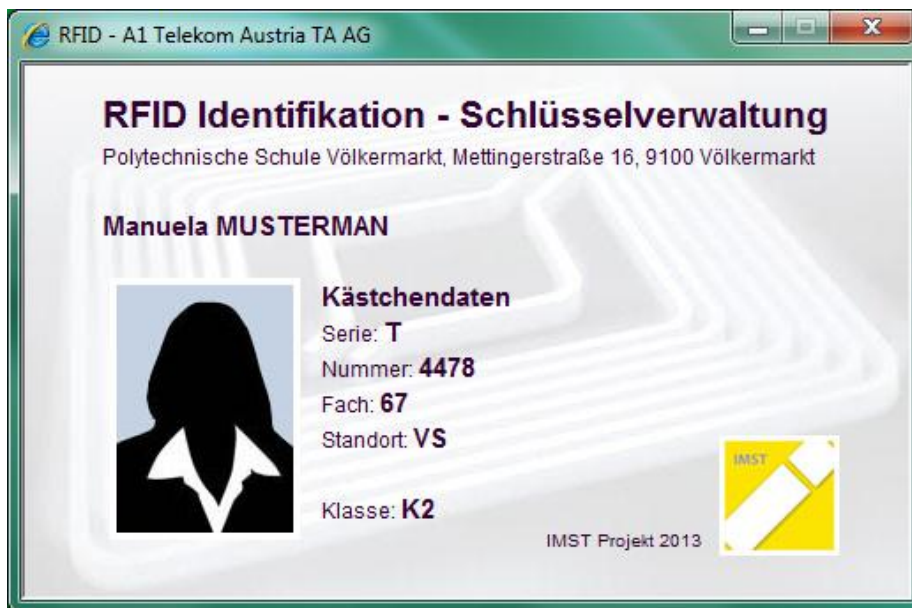 RFID - A1 Telekom Austria TA AG
RFID Identifikation - Schlüsselverwaltung
Polytechnische Schule Völkermarkt, Mettingerstraße 16, 9100 Völkermarkt
Manuela MUSTERMAN
Kästchendaten
Serie: T
Nummer: 4478
Fach: 67
Standort: VS
Klasse: K2
IMST Projekt 2013
IMST